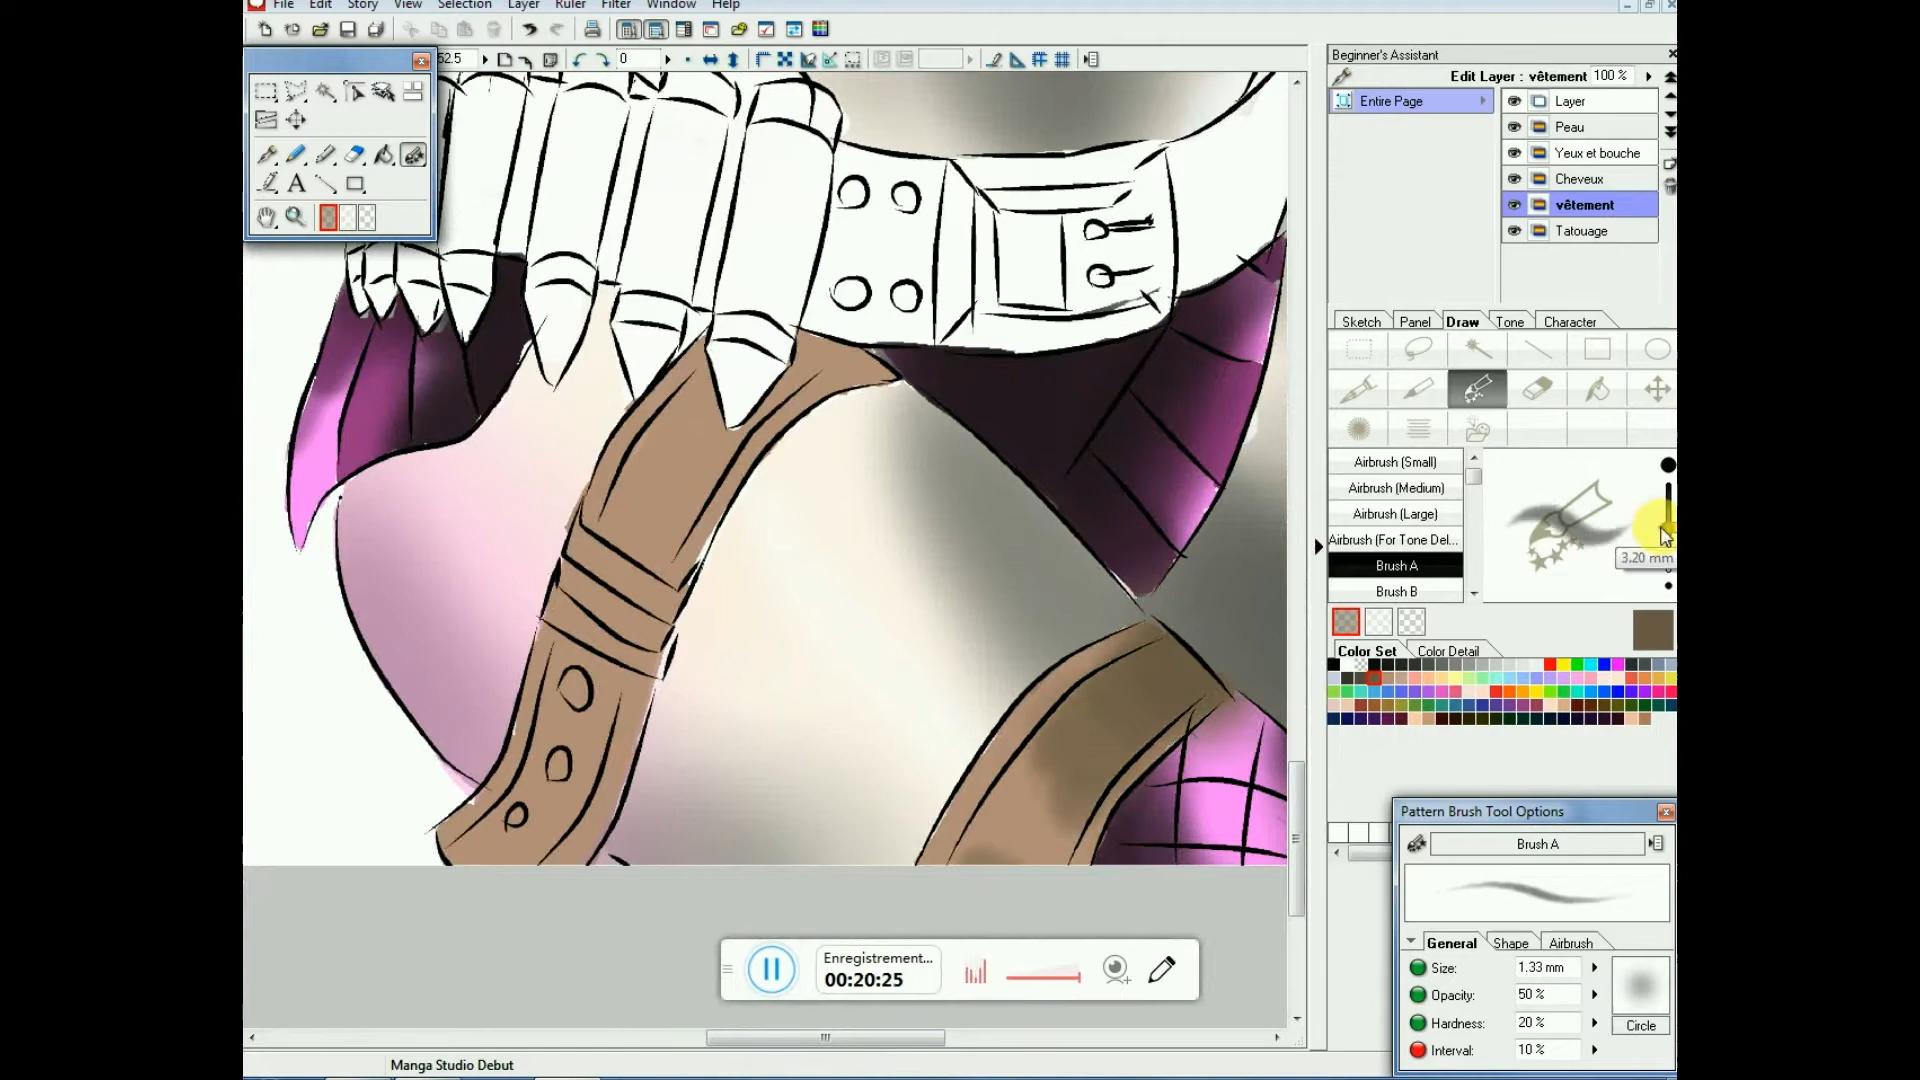 File Edit Story View Selection Layer Ruler Filter Window Help
52.5
0
Beginner's Assistant
Edit Layer : vêtement 100 %
Entire Page
Layer
Peau
Yeux et bouche
Cheveux
vêtement
Tatouage
Sketch Panel Draw Tone Character
Airbrush (Small)
Airbrush (Medium)
Airbrush (Large)
Airbrush (For Tone Del...
Brush A
Brush B
3.20 mm
Color Set Color Detail
Pattern Brush Tool Options
Brush A
General Shape Airbrush
Size: 1.33 mm
Opacity: 50 %
Hardness: 20 %
Circle
Interval: 10 %
Enregistrement...
00:20:25
Manga Studio Debut
A